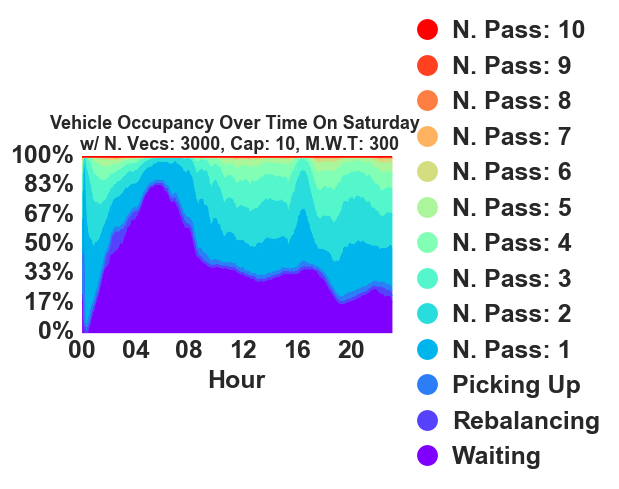 Vehicle Occupancy Over Time On Saturday
w/ N. Vecs: 3000, Cap: 10, M.W.T: 300
100%
83%
67%
50%
33%
17%
0%
00 04 08 12 16 20
Hour
N. Pass: 10
N. Pass: 9
N. Pass: 8
N. Pass: 7
N. Pass: 6
N. Pass: 5
N. Pass: 4
N. Pass: 3
N. Pass: 2
N. Pass: 1
Picking Up
Rebalancing
Waiting